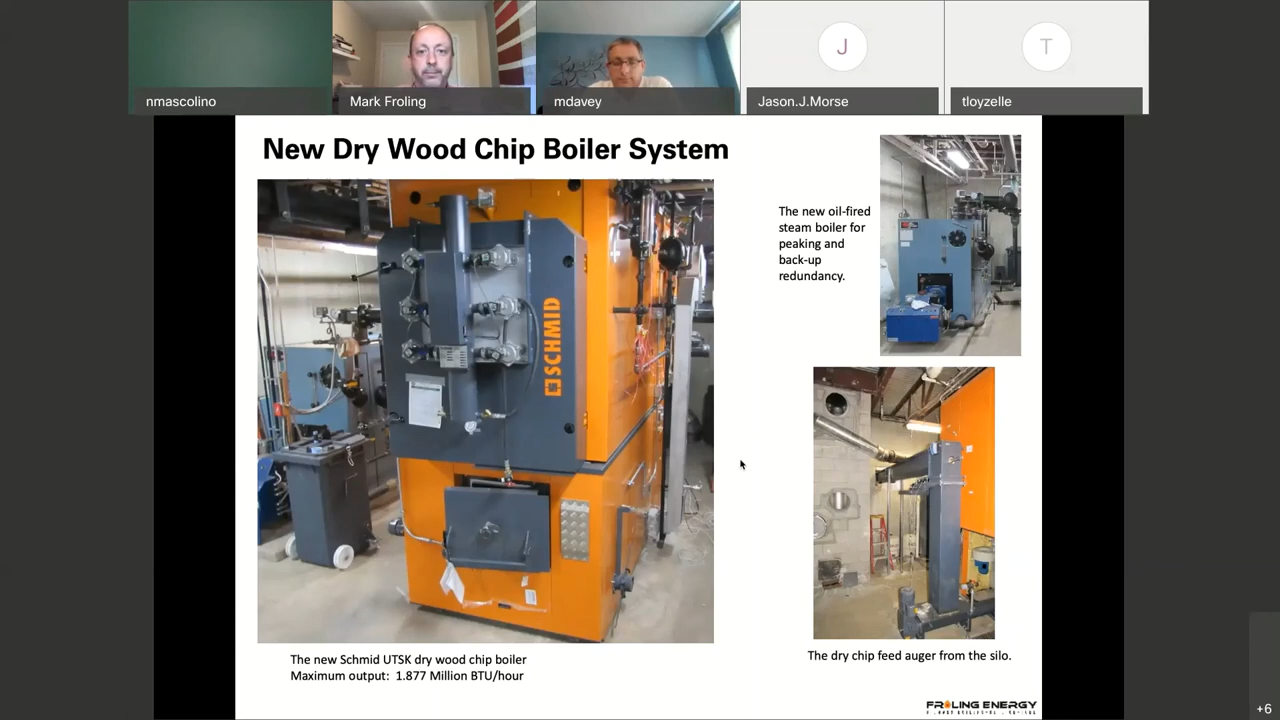 nmascolino
Mark Froling
mdavey
J
Jason.J.Morse
T
tloyzelle
New Dry Wood Chip Boiler System
The new oil-fired
steam boiler for
peaking and
back-up
redundancy.
SCHMID
The new Schmid UTSK dry wood chip boiler
Maximum output: 1.877 Million BTU/hour
The dry chip feed auger from the silo.
FROLING ENERGY
+6